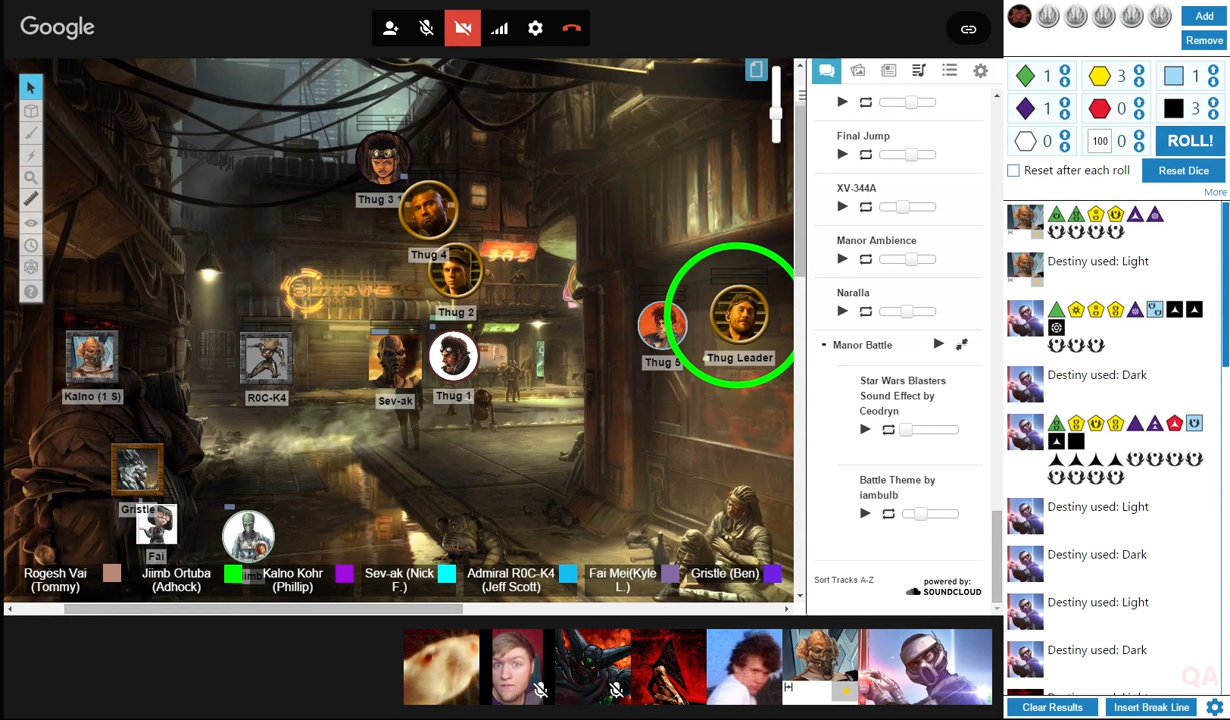 Google
Add
Remove
1
3
1
1
0
3
0
100
0
ROLL!
Reset after each roll
Reset Dice
More
Final Jump
XV-344A
Manor Ambience
Naralla
Manor Battle
Star Wars Blasters
Sound Effect by
Ceodryn
Battle Theme by
iambulb
Sort Tracks A-Z
powered by:
SOUNDCLOUD
Thug 3
Thug 4
Thug 2
Thug 5
Thug Leader
Kalno (1 S)
R0C-K4
Sev-ak
Thug 1
Gristle
Fai
Rogesh Vai
(Tommy)
Jiimb Ortuba
(Adhock)
Kalno Kohr
(Phillip)
Sev-ak (Nick
F.)
Admiral R0C-K4
(Jeff Scott)
Fai Mei(Kyle
L.)
Gristle (Ben)
Destiny used: Light
Destiny used: Dark
Destiny used: Light
Destiny used: Dark
Destiny used: Light
Destiny used: Dark
QA
Clear Results
Insert Break Line